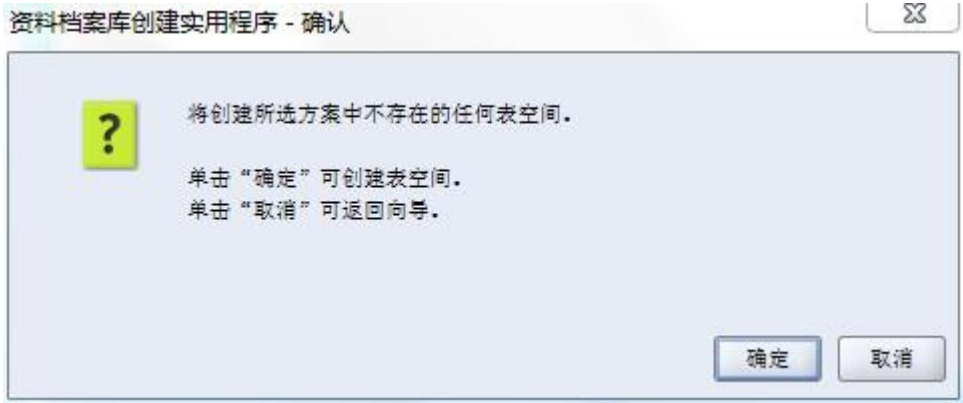 资料档案库创建实用程序 - 确认
将创建所选方案中不存在的任何表空间.
单击“确定”可创建表空间.
单击“取消”可返回向导.
确定
取消